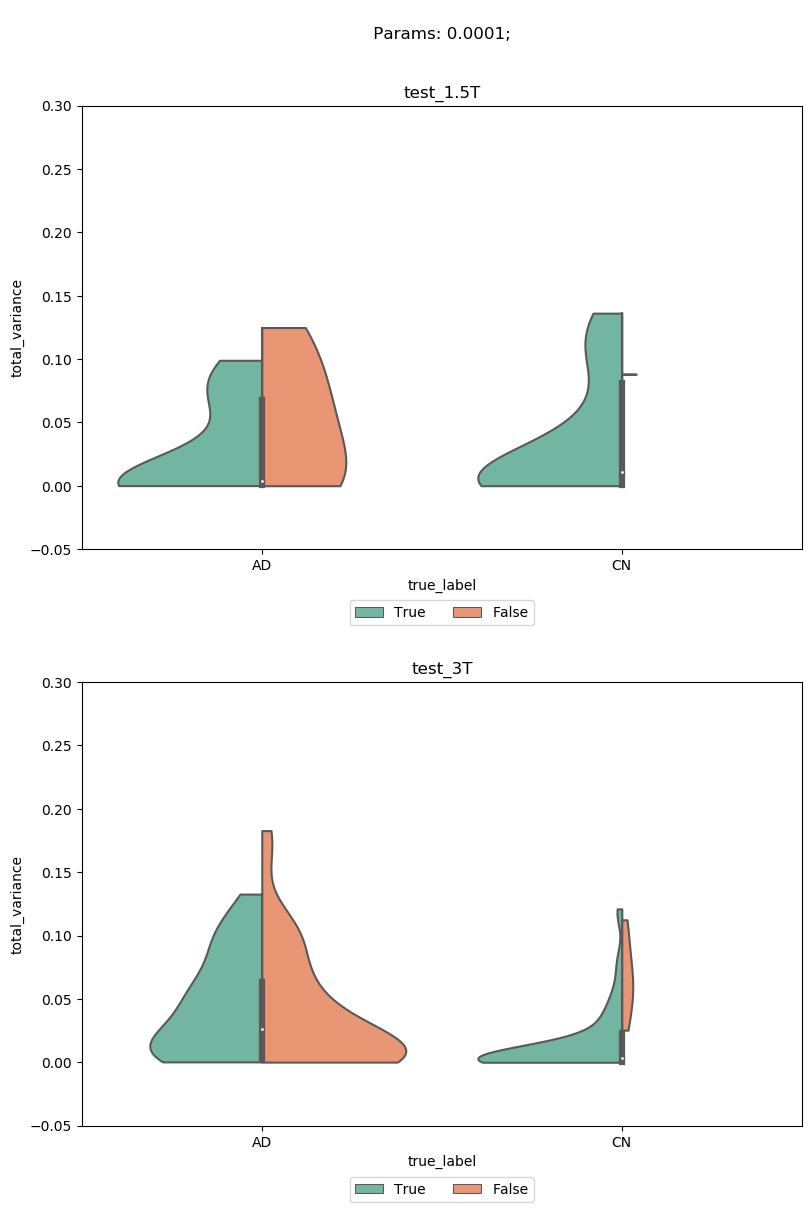 Params: 0.0001;
test_1.5T
0.30
0.25
0.20
0.15
0.10
0.05
0.00
−0.05
total_variance
AD CN
true_label
True False
test_3T
0.30
0.25
0.20
0.15
0.10
0.05
0.00
−0.05
total_variance
AD CN
true_label
True False